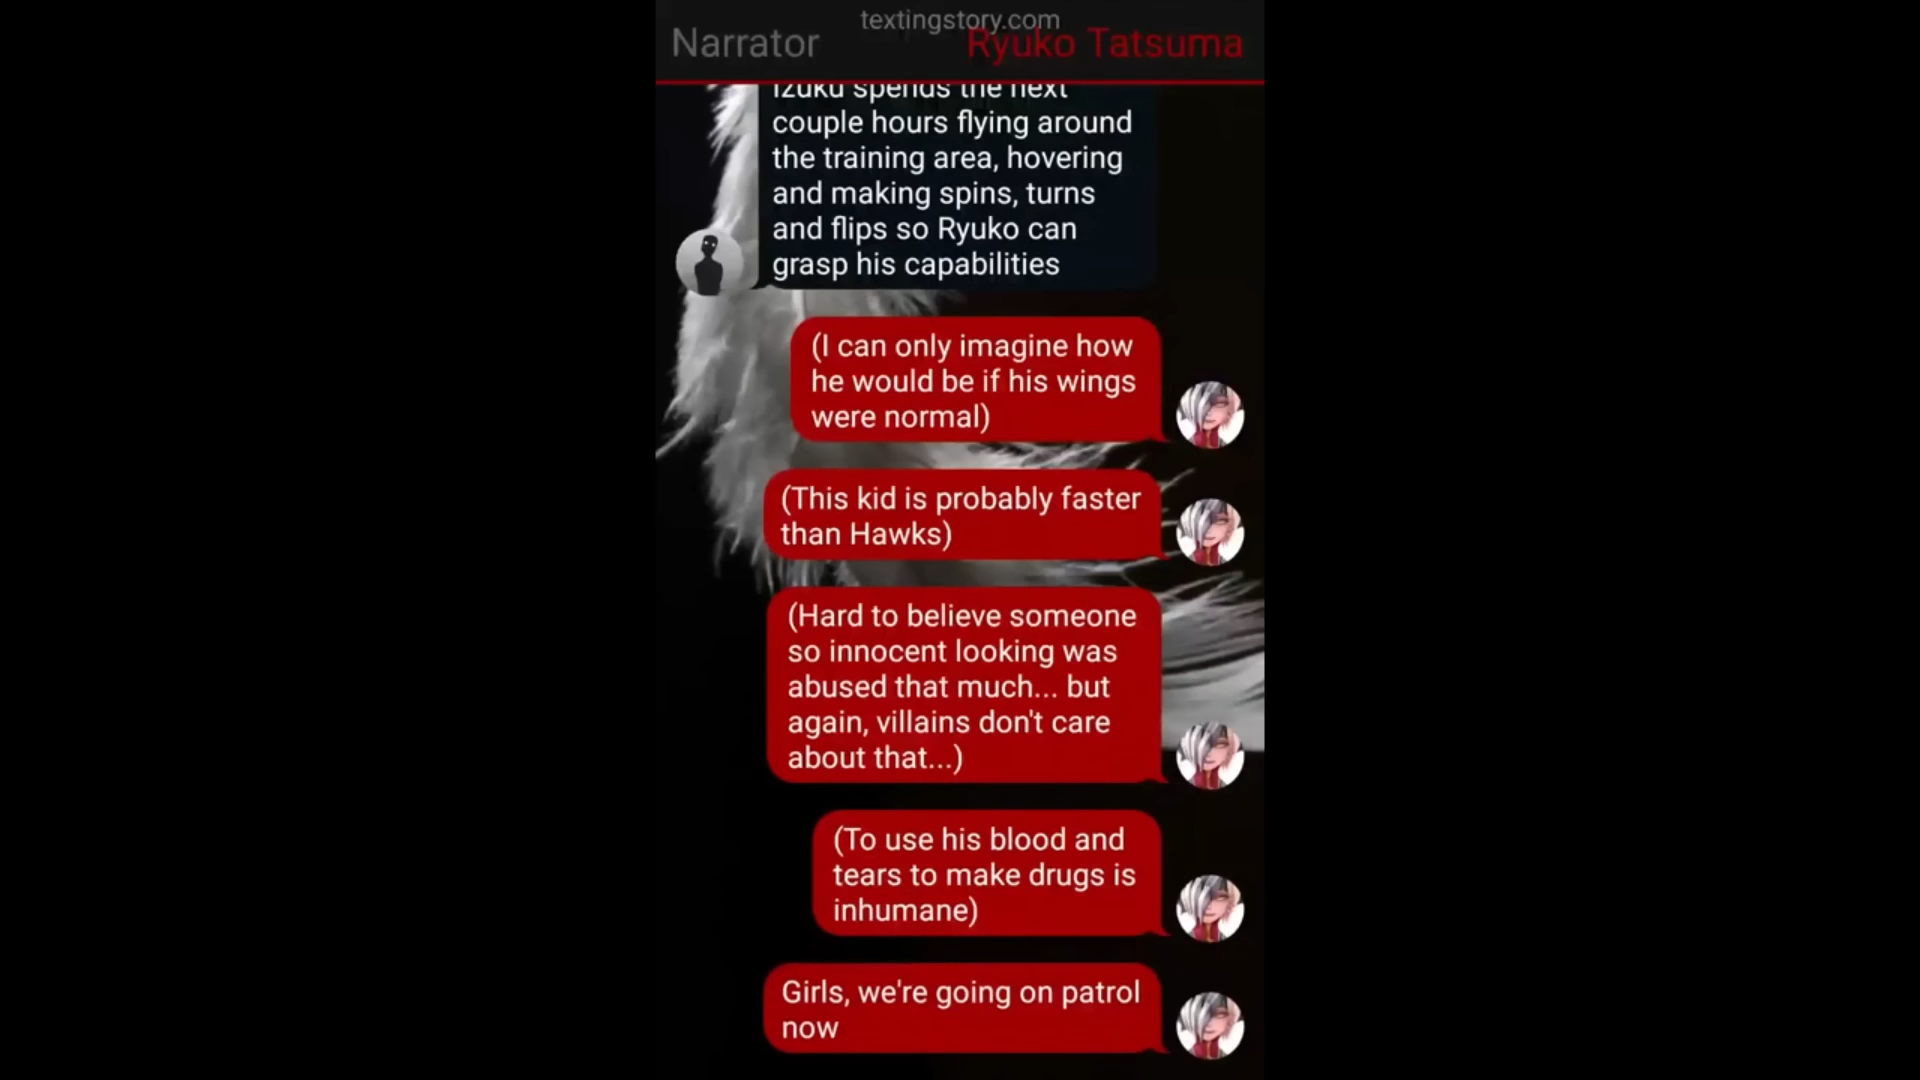 textingstory.com
Narrator
Ryuko Tatsuma
Izuku spends the next
couple hours flying around
the training area, hovering
and making spins, turns
and flips so Ryuko can
grasp his capabilities
(I can only imagine how
he would be if his wings
were normal)
(This kid is probably faster
than Hawks)
(Hard to believe someone
so innocent looking was
abused that much... but
again, villains don't care
about that...)
(To use his blood and
tears to make drugs is
inhumane)
Girls, we're going on patrol
now